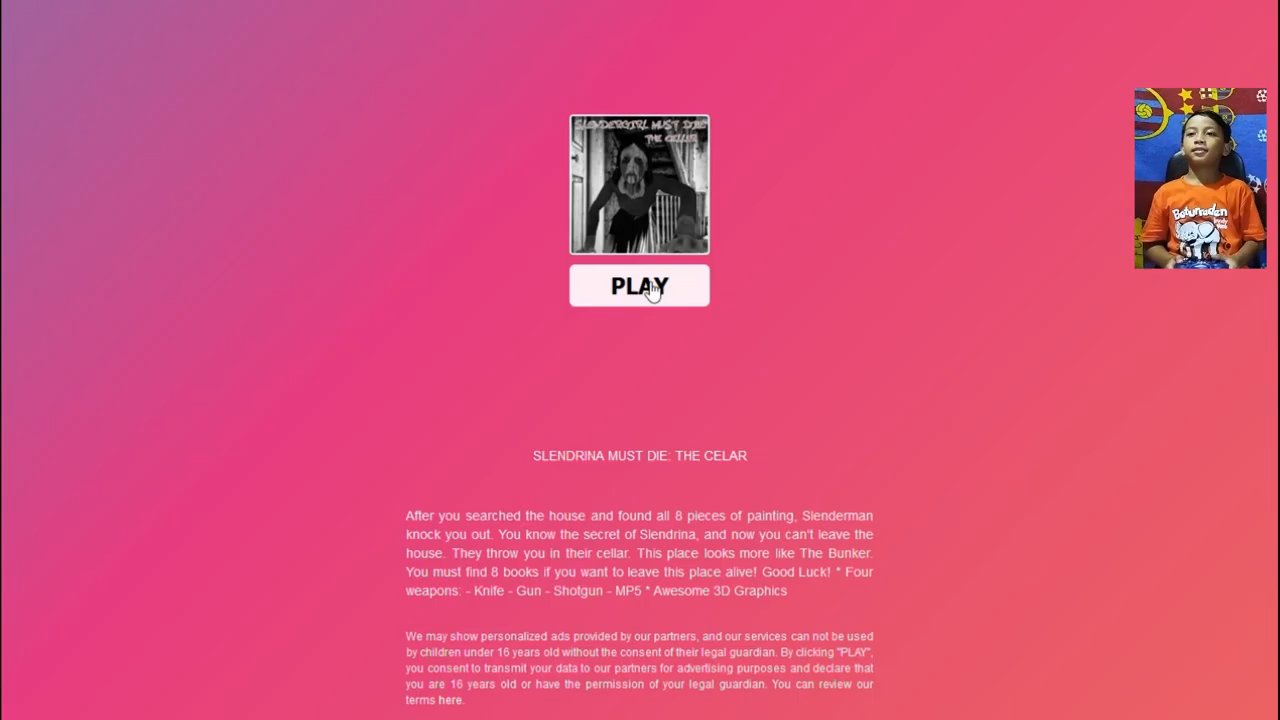 SLENDERGIRL MUST DIE
THE CELLAR
PLAY
SLENDRINA MUST DIE: THE CELAR
After you searched the house and found all 8 pieces of painting, Slenderman
knock you out. You know the secret of Slendrina, and now you can't leave the
house. They throw you in their cellar. This place looks more like The Bunker.
You must find 8 books if you want to leave this place alive! Good Luck! * Four
weapons: - Knife - Gun - Shotgun - MP5 * Awesome 3D Graphics
We may show personalized ads provided by our partners, and our services can not be used
by children under 16 years old without the consent of their legal guardian. By clicking "PLAY",
you consent to transmit your data to our partners for advertising purposes and declare that
you are 16 years old or have the permission of your legal guardian. You can review our
terms here.
Baturraden